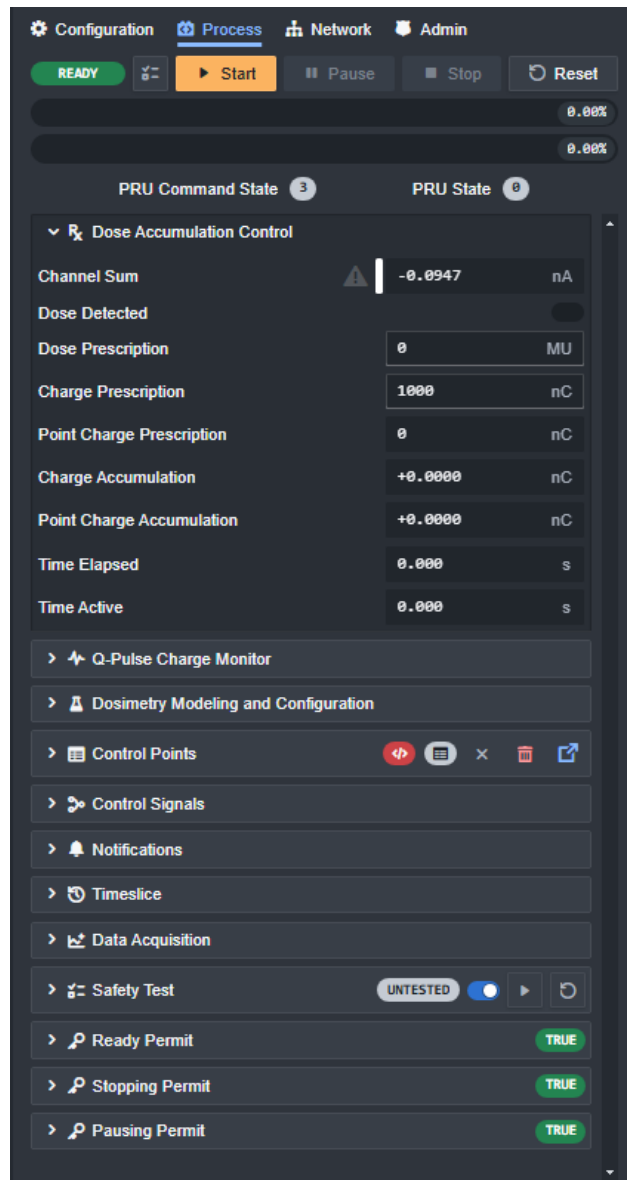 Configuration Process Network Admin
READY Start Pause Stop Reset
0.00%
0.00%
PRU Command State 3 PRU State 0
Dose Accumulation Control
Channel Sum -0.0947 nA
Dose Detected
Dose Prescription 0 MU
Charge Prescription 1000 nC
Point Charge Prescription 0 nC
Charge Accumulation +0.0000 nC
Point Charge Accumulation +0.0000 nC
Time Elapsed 0.000 s
Time Active 0.000 s
Q-Pulse Charge Monitor
Dosimetry Modeling and Configuration
Control Points
Control Signals
Notifications
Timeslice
Data Acquisition
Safety Test UNTESTED
Ready Permit TRUE
Stopping Permit TRUE
Pausing Permit TRUE